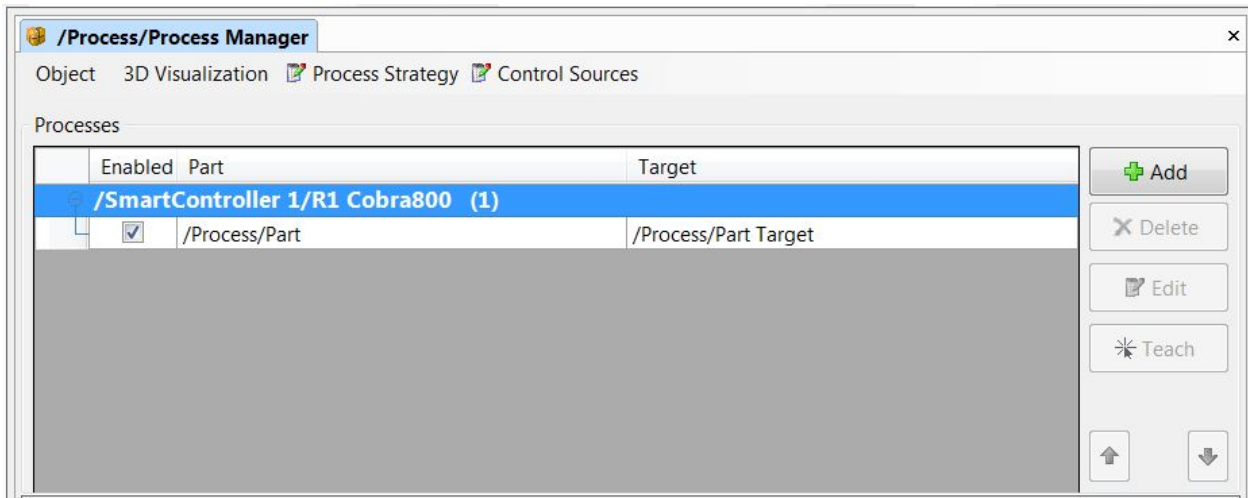 /Process/Process Manager
Object 3D Visualization Process Strategy Control Sources
Processes
Enabled Part Target
Add
/SmartController 1/R1 Cobra800 (1)
/Process/Part /Process/Part Target
Delete
Edit
Teach